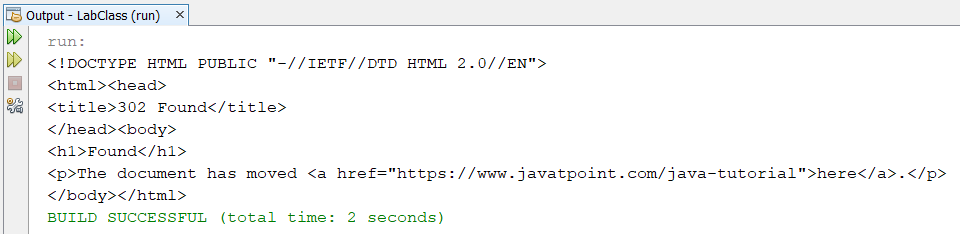 Output - LabClass (run) ×
run:
<!DOCTYPE HTML PUBLIC "-//IETF//DTD HTML 2.0//EN">
<html><head>
<title>302 Found</title>
</head><body>
<h1>Found</h1>
<p>The document has moved <a href="https://www.javatpoint.com/java-tutorial">here</a>.</p>
</body></html>
BUILD SUCCESSFUL (total time: 2 seconds)